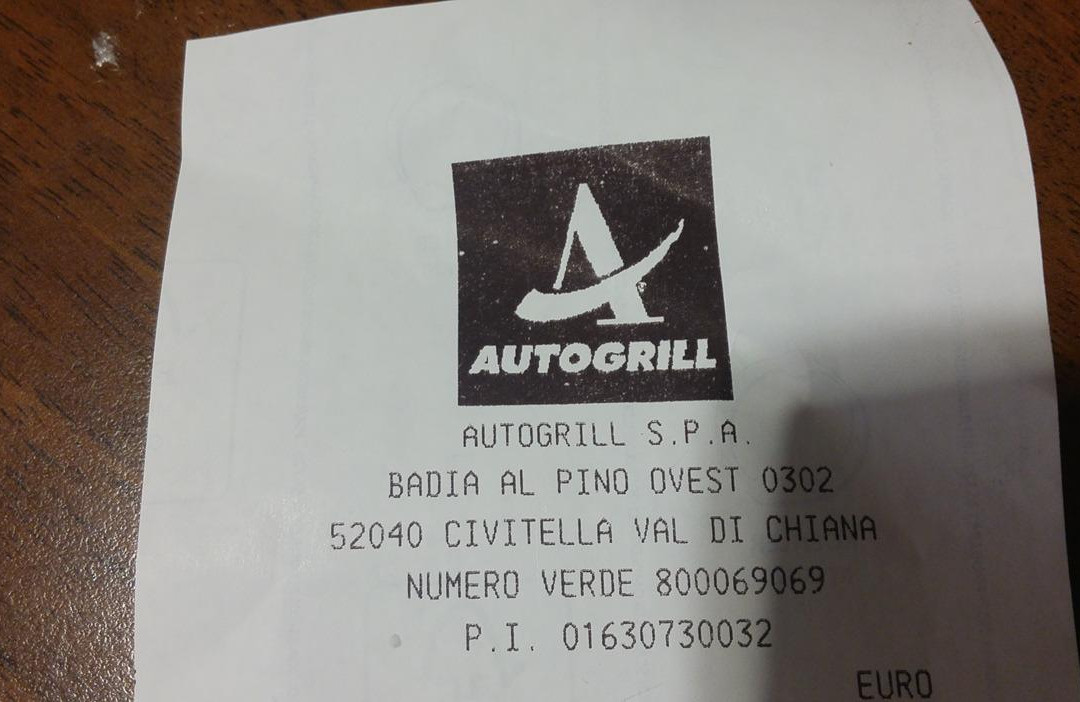 AUTOGRILL
AUTOGRILL S.P.A.
BADIA AL PINO OVEST 0302
52040 CIVITELLA VAL DI CHIANA
NUMERO VERDE 800069069
P.I. 01630730032
EURO